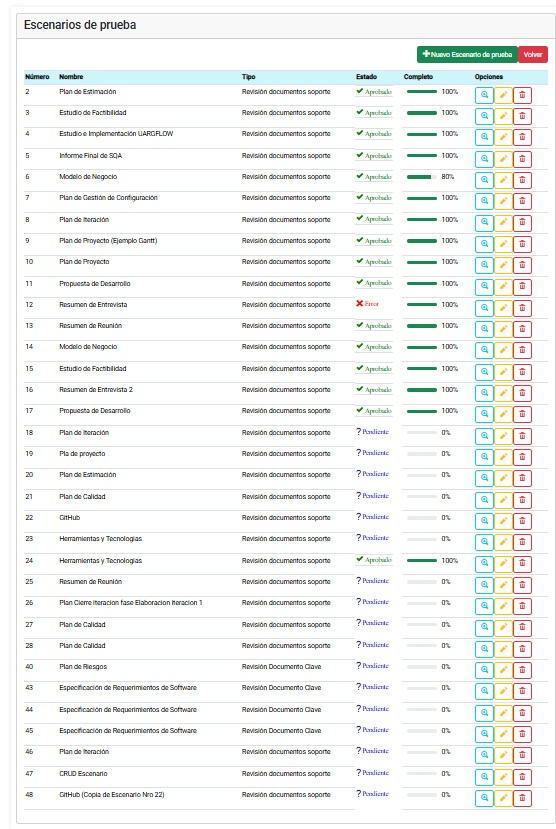 Escenarios de prueba
Nuevo Escenario de prueba Volver
Número Nombre Tipo Estado Completo Opciones
2 Plan de Estimación Revisión documentos soporte Aprobado 100%
3 Estudio de Factibilidad Revisión documentos soporte Aprobado 100%
4 Estudio e Implementación UARGFLOW Revisión documentos soporte Aprobado 100%
5 Informe Final de SQA Revisión documentos soporte Aprobado 100%
6 Modelo de Negocio Revisión documentos soporte Aprobado 80%
7 Plan de Gestión de Configuración Revisión documentos soporte Aprobado 100%
8 Plan de Iteración Revisión documentos soporte Aprobado 100%
9 Plan de Proyecto (Ejemplo Gantt) Revisión documentos soporte Aprobado 100%
10 Plan de Proyecto Revisión documentos soporte Aprobado 100%
11 Propuesta de Desarrollo Revisión documentos soporte Aprobado 100%
12 Resumen de Entrevista Revisión documentos soporte Error 100%
13 Resumen de Reunión Revisión documentos soporte Aprobado 100%
14 Modelo de Negocio Revisión documentos soporte Aprobado 100%
15 Estudio de Factibilidad Revisión documentos soporte Aprobado 100%
16 Resumen de Entrevista 2 Revisión documentos soporte Aprobado 100%
17 Propuesta de Desarrollo Revisión documentos soporte Aprobado 100%
18 Plan de Iteración Revisión documentos soporte ? Pendiente 0%
19 Pla de proyecto Revisión documentos soporte ? Pendiente 0%
20 Plan de Estimación Revisión documentos soporte ? Pendiente 0%
21 Plan de Calidad Revisión documentos soporte ? Pendiente 0%
22 GitHub Revisión documentos soporte ? Pendiente 0%
23 Herramientas y Tecnologias Revisión documentos soporte ? Pendiente 0%
24 Herramientas y Tecnologias Revisión documentos soporte Aprobado 100%
25 Resumen de Reunión Revisión documentos soporte ? Pendiente 0%
26 Plan Cierre Iteracion fase Elaboracion Iteracion 1 Revisión documentos soporte ? Pendiente 0%
27 Plan de Calidad Revisión documentos soporte ? Pendiente 0%
28 Plan de Calidad Revisión documentos soporte ? Pendiente 0%
40 Plan de Riesgos Revisión Documento Clave ? Pendiente 0%
43 Especificación de Requerimientos de Software Revisión Documento Clave ? Pendiente 0%
44 Especificación de Requerimientos de Software Revisión Documento Clave ? Pendiente 0%
45 Especificación de Requerimientos de Software Revisión Documento Clave ? Pendiente 0%
46 Plan de Iteración Revisión documentos soporte ? Pendiente 0%
47 CRUD Escenario Revisión documentos soporte ? Pendiente 0%
48 GitHub (Copia de Escenario Nro 22) Revisión documentos soporte ? Pendiente 0%